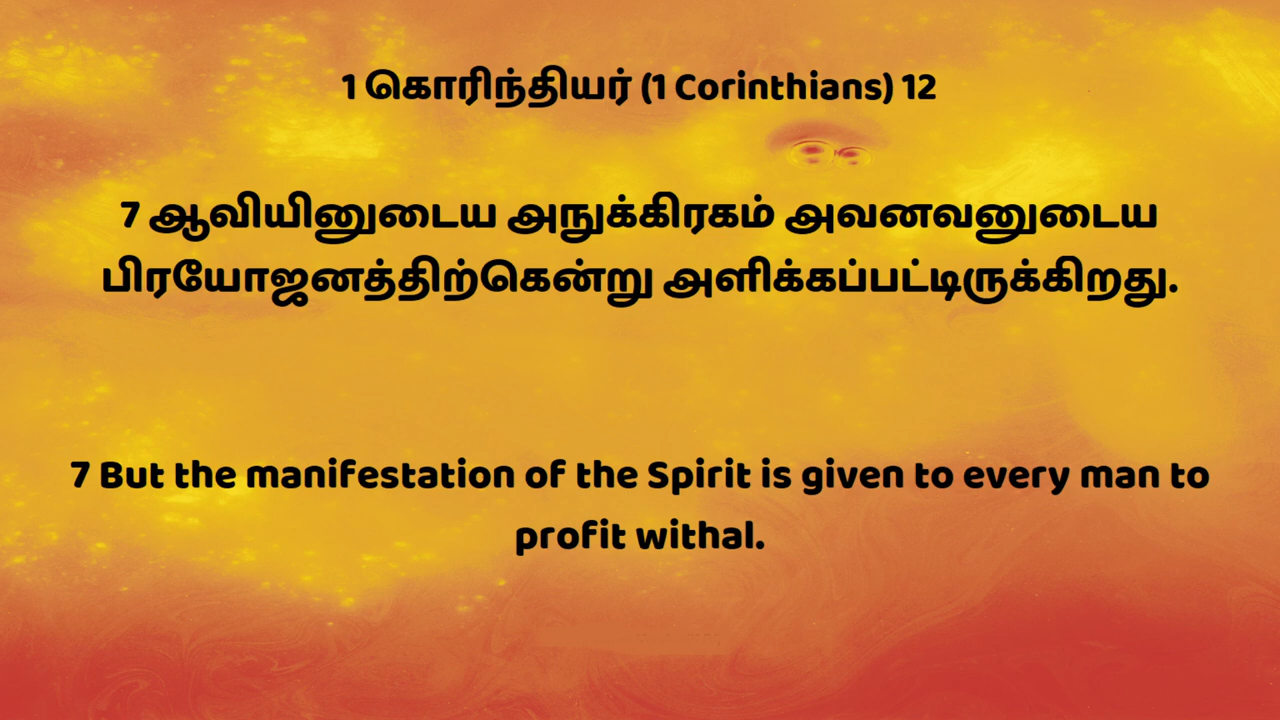 1 கொரிந்தியர் (1 Corinthians) 12
7 ஆவியினுடைய அநுக்கிரகம் அவனவனுடைய
பிரயோஜனத்திற்கென்று அளிக்கப்பட்டிருக்கிறது.
7 But the manifestation of the Spirit is given to every man to
profit withal.